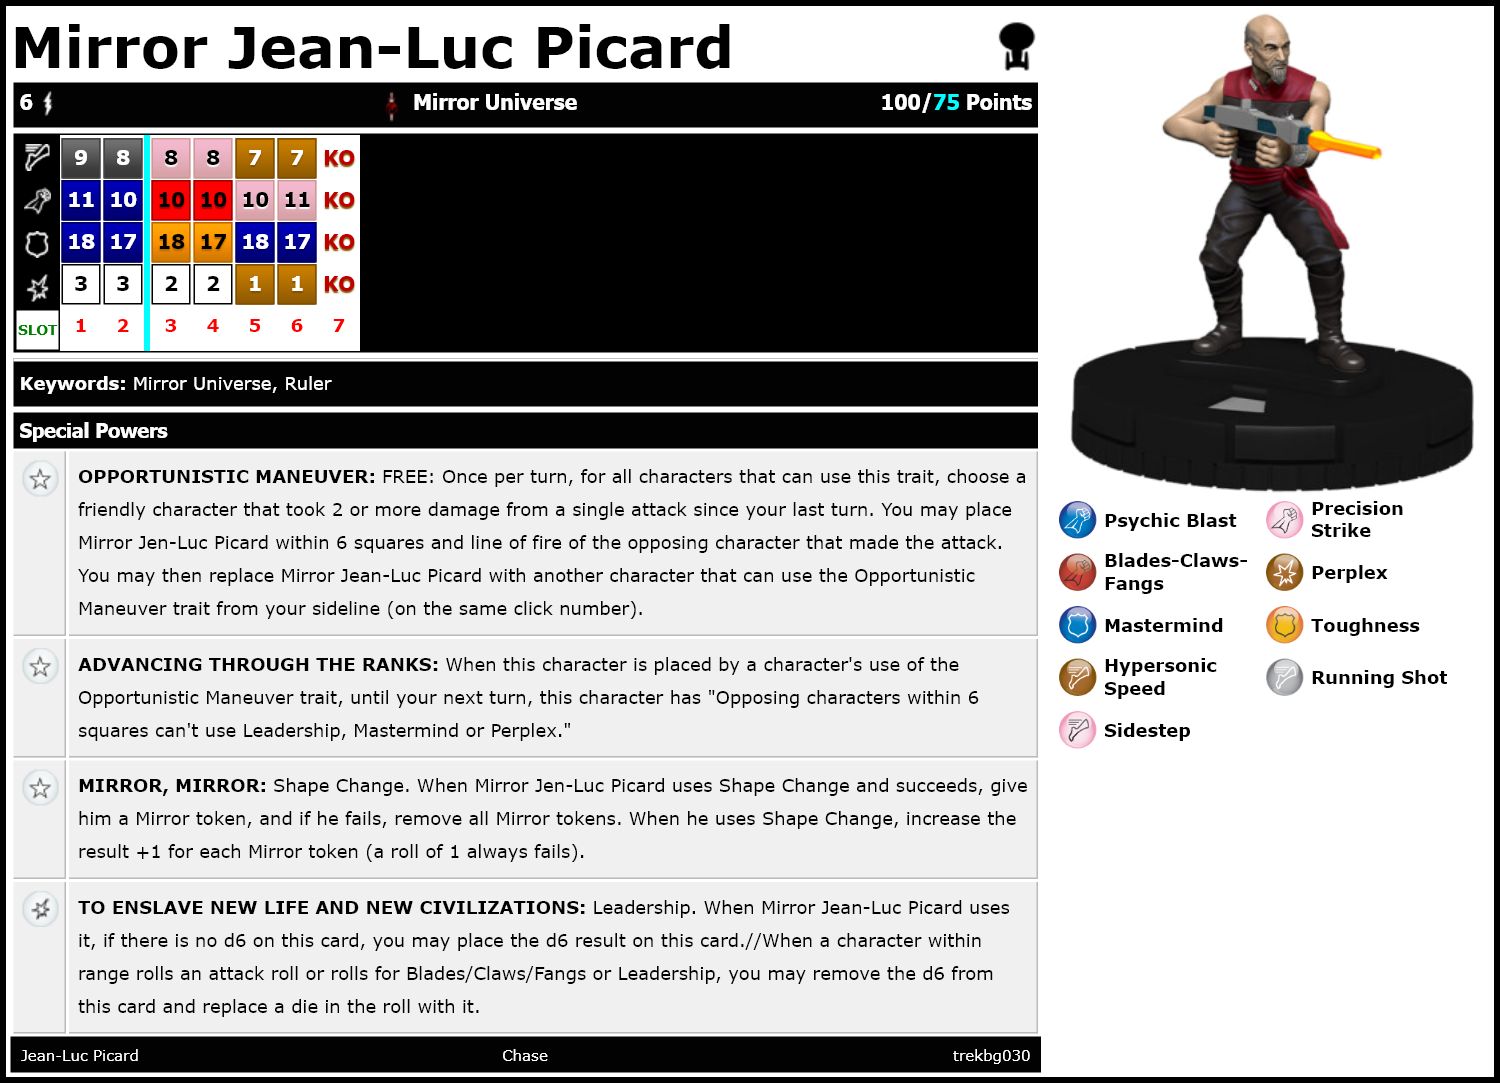 Mirror Jean-Luc Picard
6 Mirror Universe 100/75 Points
9 8 8 8 7 7 KO
11 10 10 10 10 11 KO
18 17 18 17 18 17 KO
3 3 2 2 1 1 KO
SLOT 1 2 3 4 5 6 7
Keywords: Mirror Universe, Ruler
Special Powers
OPPORTUNISTIC MANEUVER: FREE: Once per turn, for all characters that can use this trait, choose a
friendly character that took 2 or more damage from a single attack since your last turn. You may place
Mirror Jen-Luc Picard within 6 squares and line of fire of the opposing character that made the attack.
You may then replace Mirror Jean-Luc Picard with another character that can use the Opportunistic
Maneuver trait from your sideline (on the same click number).
ADVANCING THROUGH THE RANKS: When this character is placed by a character's use of the
Opportunistic Maneuver trait, until your next turn, this character has "Opposing characters within 6
squares can't use Leadership, Mastermind or Perplex."
MIRROR, MIRROR: Shape Change. When Mirror Jen-Luc Picard uses Shape Change and succeeds, give
him a Mirror token, and if he fails, remove all Mirror tokens. When he uses Shape Change, increase the
result +1 for each Mirror token (a roll of 1 always fails).
TO ENSLAVE NEW LIFE AND NEW CIVILIZATIONS: Leadership. When Mirror Jean-Luc Picard uses
it, if there is no d6 on this card, you may place the d6 result on this card.//When a character within
range rolls an attack roll or rolls for Blades/Claws/Fangs or Leadership, you may remove the d6 from
this card and replace a die in the roll with it.
Jean-Luc Picard Chase trekbg030
Psychic Blast
Precision
Strike
Blades-Claws-
Fangs
Perplex
Mastermind
Toughness
Hypersonic
Speed
Running Shot
Sidestep